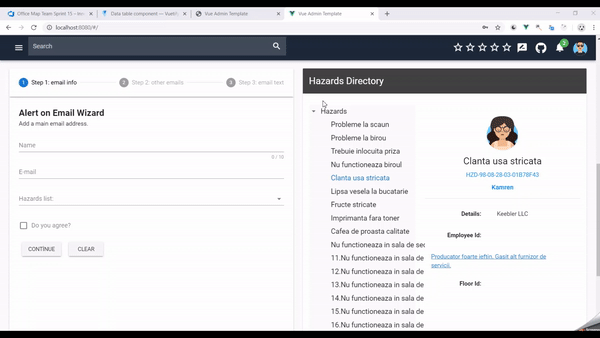 Office Map Team Sprint 15 -
Data table component — Vuetify
Vue Admin Template
Vue Admin Template
localhost:8080/#/
Search
2
1 Step 1: email info
2 Step 2: other emails
3 Step 3: email text
Alert on Email Wizard
Add a main email address.
Name
0 / 10
E-mail
Hazards list:
Do you agree?
CONTINUE
CLEAR
Hazards Directory
Hazards
Probleme la scaun
Probleme la birou
Trebuie inlocuita priza
Nu functioneaza biroul
Clanta usa stricata
Lipsa vesela la bucatarie
Fructe stricate
Imprimanta fara toner
Cafea de proasta calitate
Nu functioneaza in sala de sec
11.Nu functioneaza in sala de
12.Nu functioneaza in sala de
13.Nu functioneaza in sala de
14.Nu functioneaza in sala de
15.Nu functioneaza in sala de
16.Nu functioneaza in sala de
Clanta usa stricata
HZD-98-08-28-03-01B78F43
Kamren
Details: Keebler LLC
Employee Id:
Producator foarte ieftin. Gasit alt furnizor de
servicii.
Floor Id: